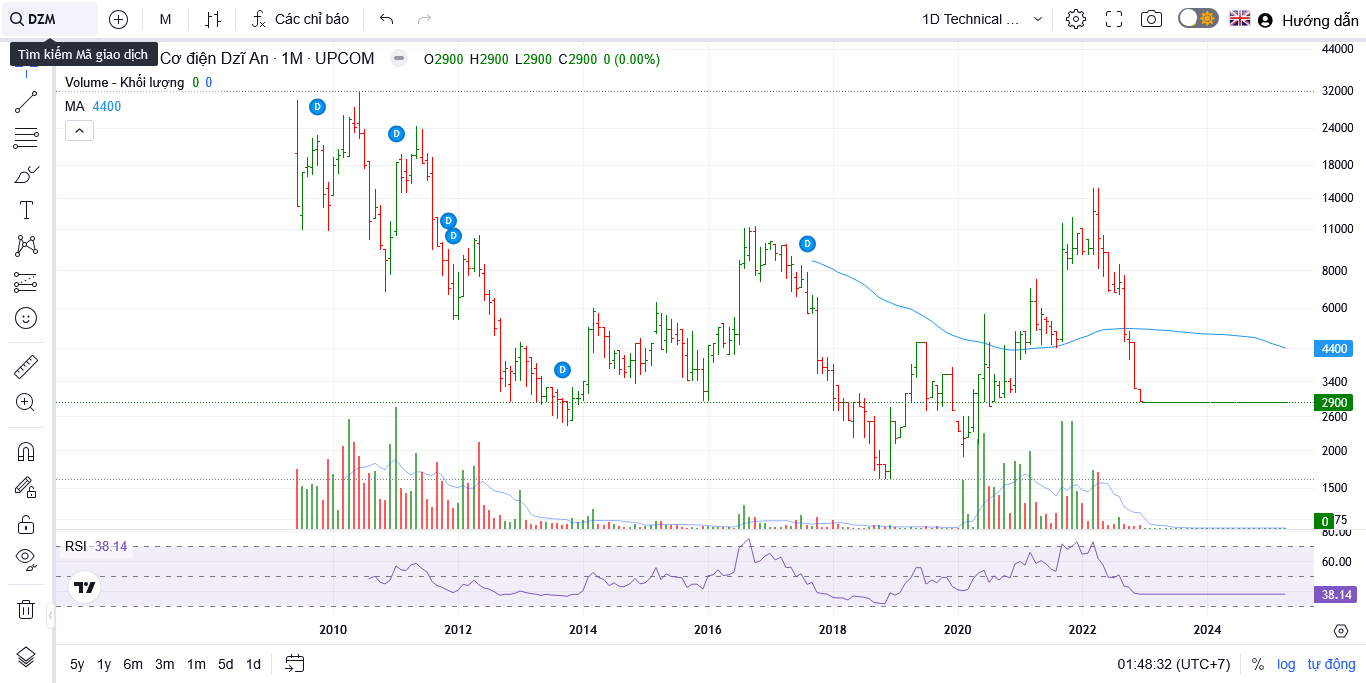 DZM
M
Các chỉ báo
1D Technical ...
Hướng dẫn
Tìm kiếm Mã giao dịch
Cơ điện Dzĩ An · 1M · UPCOM
O2900 H2900 L2900 C2900 0 (0.00%)
Volume - Khối lượng 0 0
MA 4400
D
D
D
D
D
D
44000
32000
24000
18000
14000
11000
8000
6000
4400
3400
2900
2600
2000
1500
0
75
RSI 38.14
80.00
60.00
38.14
2010 2012 2014 2016 2018 2020 2022 2024
5y 1y 6m 3m 1m 5d 1d
01:48:32 (UTC+7) % log tự động